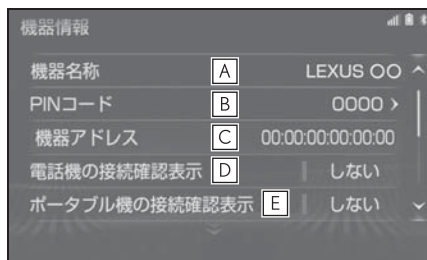 機器情報
機器名称 A LEXUS ○○
PINコード B 0000 >
機器アドレス C 00:00:00:00:00:00
電話機の接続確認表示 D しない
ポータブル機の接続確認表示 E しない